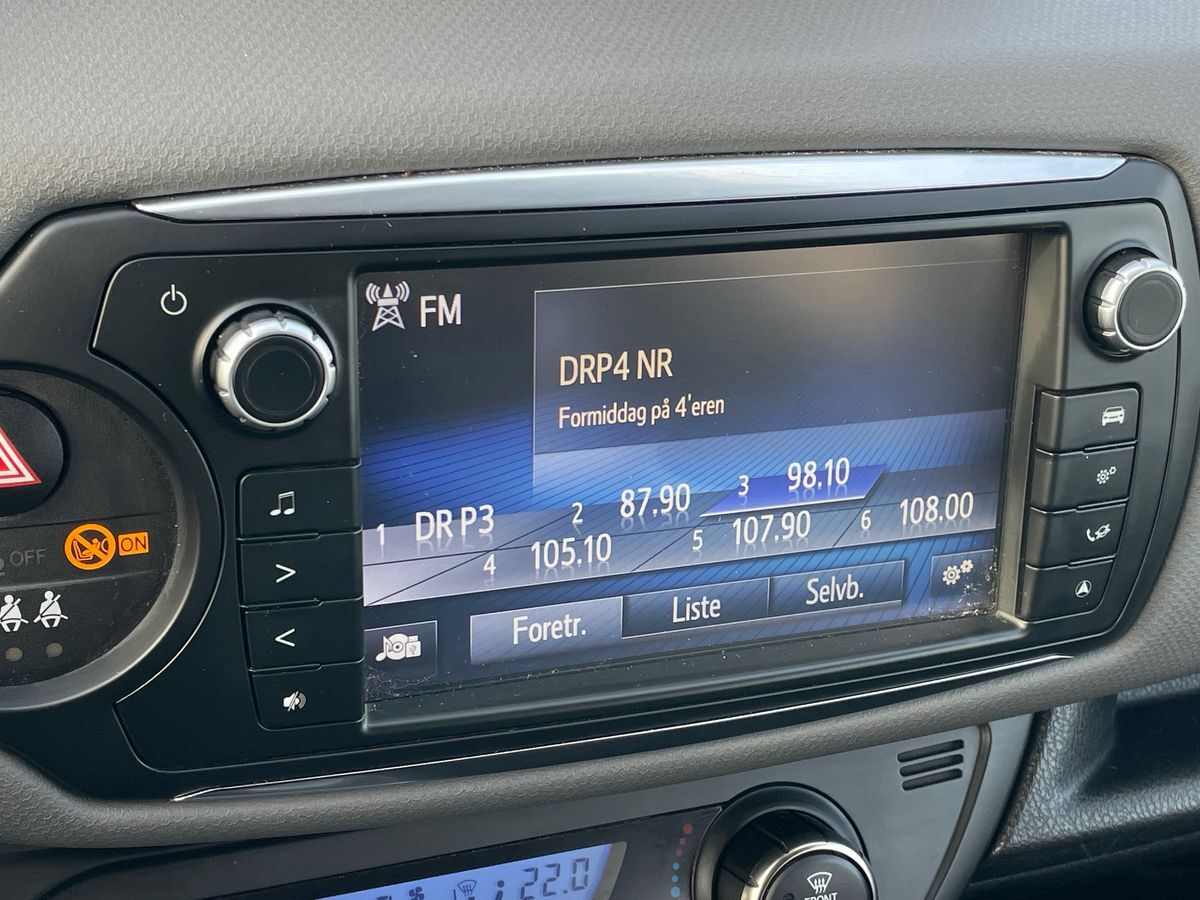 FM
DRP4 NR
Formiddag på 4'eren
1 DR P3 2 87.90 3 98.10
4 105.10 5 107.90 6 108.00
Foretr. Liste Selvb.
OFF ON
22.0
FRONT